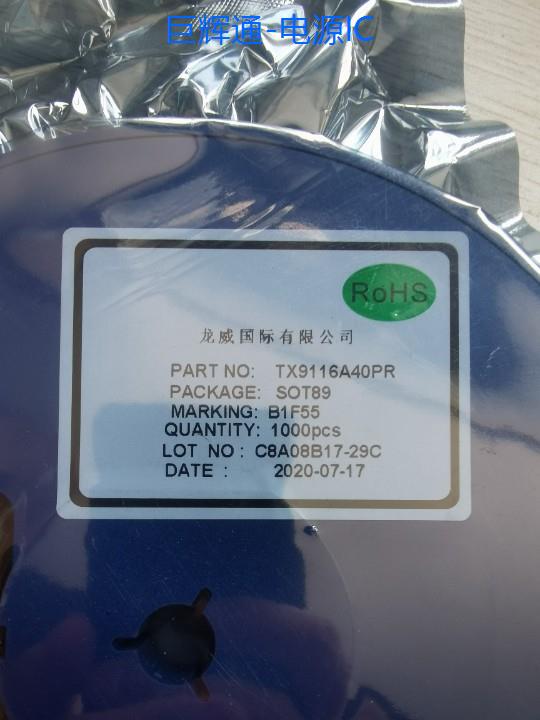 巨辉通-电源IC
RoHS
龙威国际有限公司
PART NO: TX9116A40PR
PACKAGE: SOT89
MARKING: B1F55
QUANTITY: 1000pcs
LOT NO : C8A08B17-29C
DATE : 2020-07-17